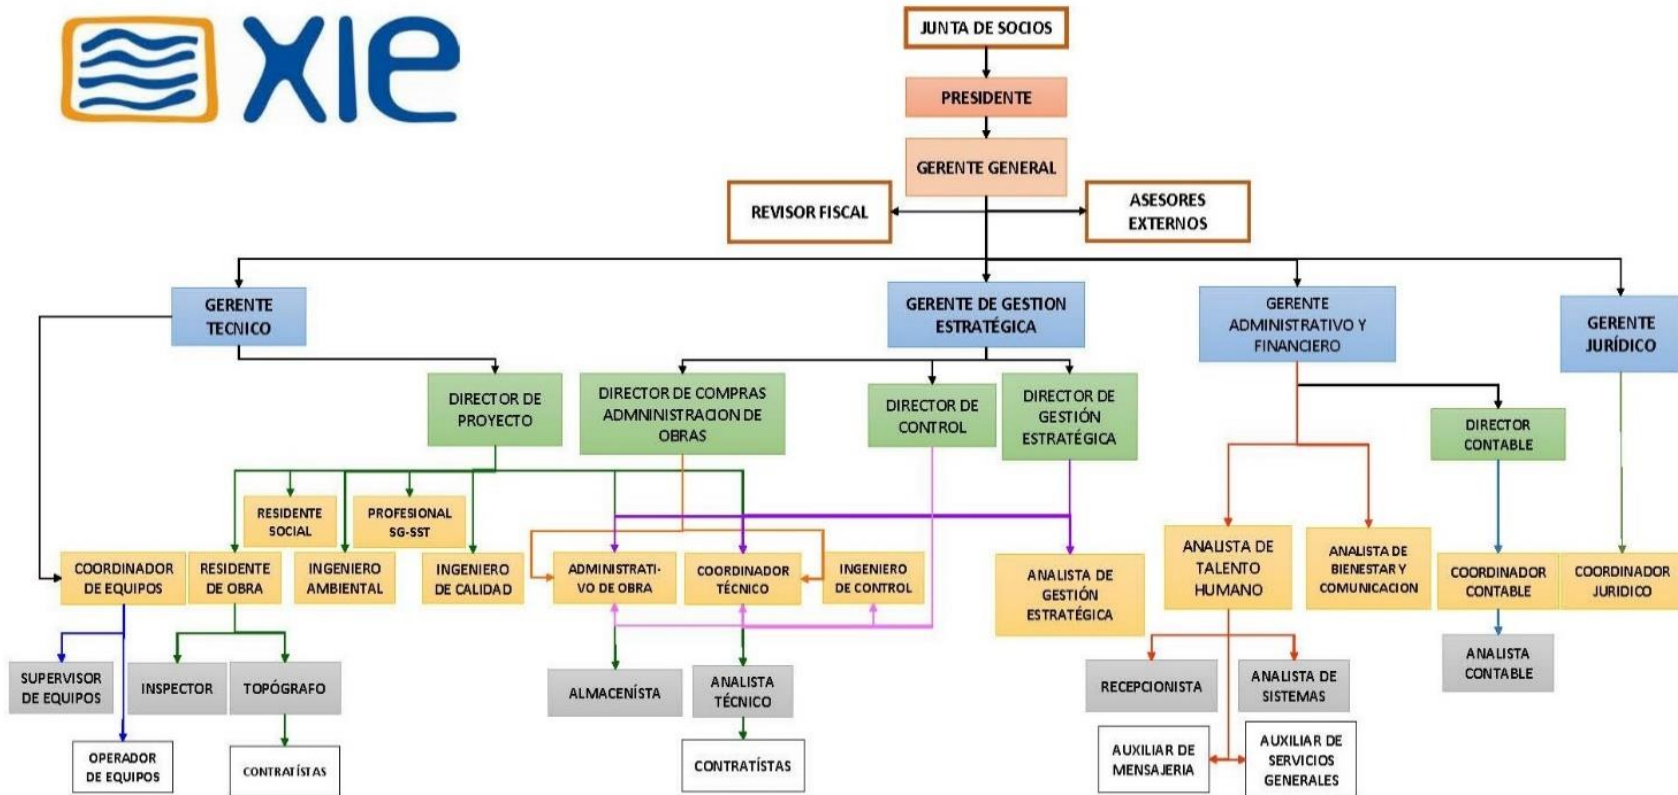 XIE
JUNTA DE SOCIOS
PRESIDENTE
GERENTE GENERAL
REVISOR FISCAL
ASESORES
EXTERNOS
GERENTE
TECNICO
GERENTE DE GESTION
ESTRATÉGICA
GERENTE
ADMINISTRATIVO Y
FINANCIERO
GERENTE
JURÍDICO
DIRECTOR DE
PROYECTO
DIRECTOR DE COMPRAS
ADMNINISTRACION DE
OBRAS
DIRECTOR DE
CONTROL
DIRECTOR DE
GESTIÓN
ESTRATÉGICA
DIRECTOR
CONTABLE
RESIDENTE
SOCIAL
PROFESIONAL
SG-SST
COORDINADOR
DE EQUIPOS
RESIDENTE
DE OBRA
INGENIERO
AMBIENTAL
INGENIERO
DE CALIDAD
ADMINISTRATI-
VO DE OBRA
COORDINADOR
TÉCNICO
INGENIERO
DE CONTROL
ANALISTA DE
GESTIÓN
ESTRATÉGICA
ANALISTA DE
TALENTO
HUMANO
ANALISTA DE
BIENESTAR Y
COMUNICACION
COORDINADOR
CONTABLE
COORDINADOR
JURIDICO
SUPERVISOR
DE EQUIPOS
INSPECTOR
TOPÓGRAFO
ALMACENÍSTA
ANALISTA
TÉCNICO
RECEPCIONISTA
ANALISTA DE
SISTEMAS
ANALISTA
CONTABLE
OPERADOR
DE EQUIPOS
CONTRATÍSTAS
CONTRATÍSTAS
AUXILIAR DE
MENSAJERIA
AUXILIAR DE
SERVICIOS
GENERALES